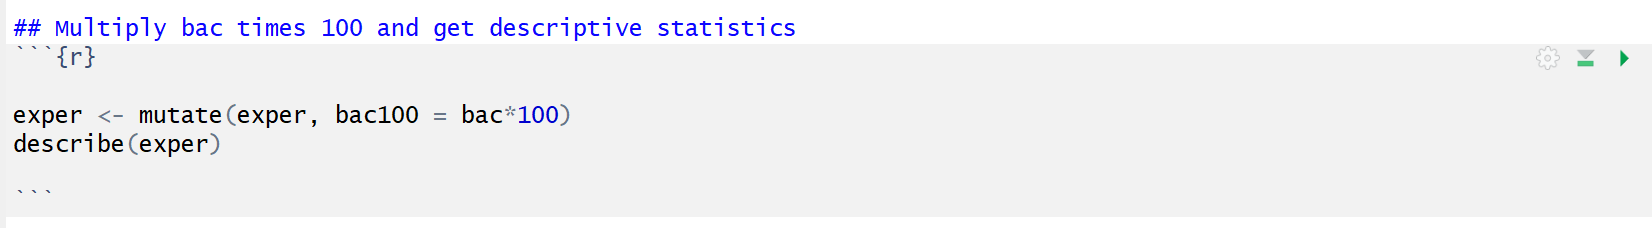 ## Multiply bac times 100 and get descriptive statistics
```{r}
exper <- mutate(exper, bac100 = bac*100)
describe(exper)
```